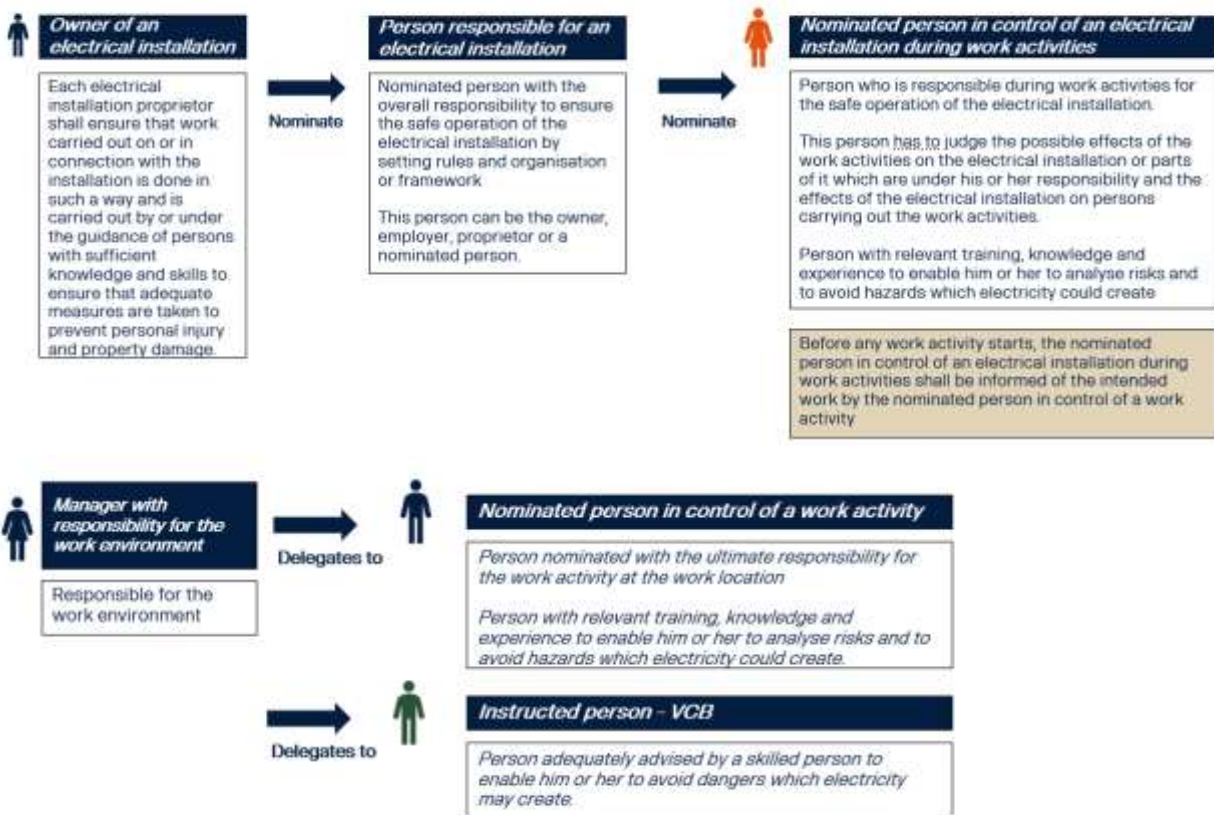 Owner of an
electrical installation
Each electrical
installation proprietor
shall ensure that work
carried out on or in
connection with the
installation is done in
such a way and is
carried out by or under
the guidance of persons
with sufficient
knowledge and skills to
ensure that adequate
measures are taken to
prevent personal injury
and property damage.
Nominate
Person responsible for an
electrical installation
Nominated person with the
overall responsibility to ensure
the safe operation of the
electrical installation by
setting rules and organisation
or framework
This person can be the owner,
employer, proprietor or a
nominated person.
Nominate
Nominated person in control of an electrical
installation during work activities
Person who is responsible during work activities for
the safe operation of the electrical installation.
This person has to judge the possible effects of the
work activities on the electrical installation or parts
of it which are under his or her responsibility and the
effects of the electrical installation on persons
carrying out the work activities.
Person with relevant training, knowledge and
experience to enable him or her to analyse risks and
to avoid hazards which electricity could create
Before any work activity starts, the nominated
person in control of an electrical installation during
work activities shall be informed of the intended
work by the nominated person in control of a work
activity
Manager with
responsibility for the
work environment
Responsible for the
work environment
Delegates to
Nominated person in control of a work activity
Person nominated with the ultimate responsibility for
the work activity at the work location
Person with relevant training, knowledge and
experience to enable him or her to analyse risks and to
avoid hazards which electricity could create.
Delegates to
Instructed person – VCB
Person adequately advised by a skilled person to
enable him or her to avoid dangers which electricity
may create.